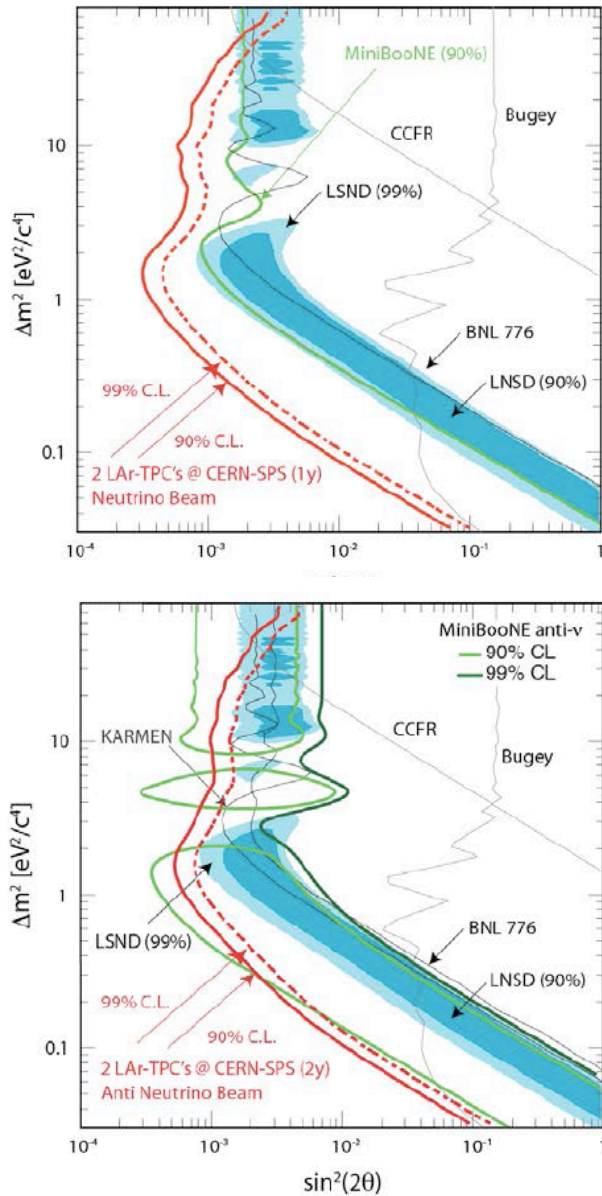 MiniBooNE (90%)
Bugey
CCFR
10
LSND (99%)
Δm² [eV²/c⁴]
1
BNL 776
99% C.L.
LNSD (90%)
90% C.L.
2 LAr-TPC's @ CERN-SPS (1y)
Neutrino Beam
0.1
10⁻⁴
10⁻³
10⁻²
10⁻¹
1
MiniBooNE anti-ν
90% CL
99% CL
KARMEN
CCFR
10
Bugey
Δm² [eV²/c⁴]
1
LSND (99%)
BNL 776
LNSD (90%)
99% C.L.
90% C.L.
2 LAr-TPC's @ CERN-SPS (2y)
Anti Neutrino Beam
0.1
10⁻⁴
10⁻³
10⁻²
10⁻¹
1
sin²(2θ)